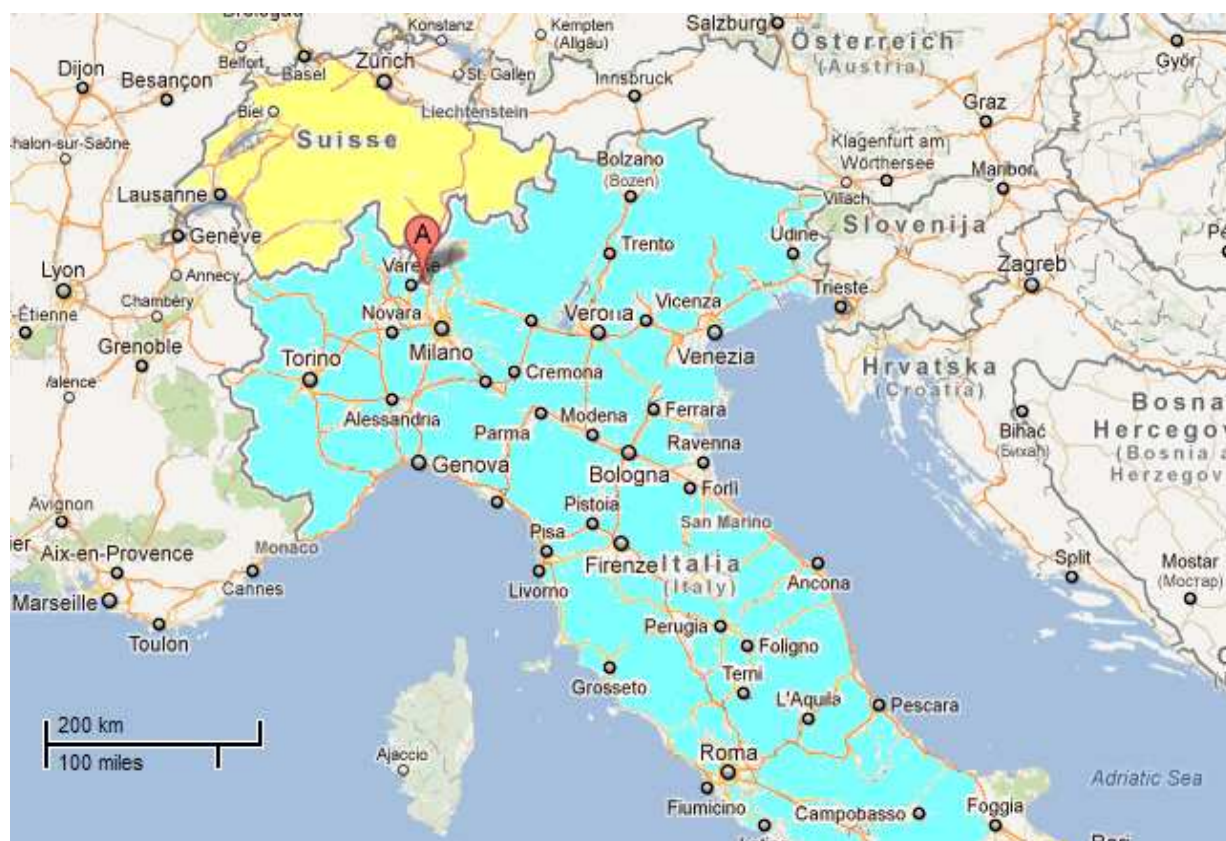 Salzburg
Konstanz
Kempten
(Allgäu)
Österreich
(Austria)
Győr
Dijon
Besançon
Belfort
Basel
Zürich
St. Gallen
Innsbruck
Graz
Biel
Liechtenstein
Suisse
halon-sur-Saône
Klagenfurt am
Wörthersee
Maribor
Bolzano
(Bozen)
Lausanne
Villach
Slovenija
Genève
A
Trento
Udine
Lyon
Annecy
Varese
Zagreb
Chambéry
Trieste
-Étienne
Novara
Verona
Vicenza
Grenoble
Milano
Venezia
Torino
Hrvatska
(Croatia)
Cremona
Valence
Alessandria
Parma
Modena
Ferrara
Bosna
Hercegov
(Bosnia a
Herzegov
Bihać
(Бихаћ)
Ravenna
Genova
Bologna
Forlì
Avignon
Pistoia
San Marino
Pisa
Monaco
Aix-en-Provence
Firenze
Italia
(Italy)
Split
Mostar
(Мостар)
Cannes
Livorno
Ancona
Marseille
Toulon
Perugia
Foligno
Terni
Grosseto
L'Aquila
Pescara
200 km
100 miles
Ajaccio
Roma
Adriatic Sea
Fiumicino
Campobasso
Foggia